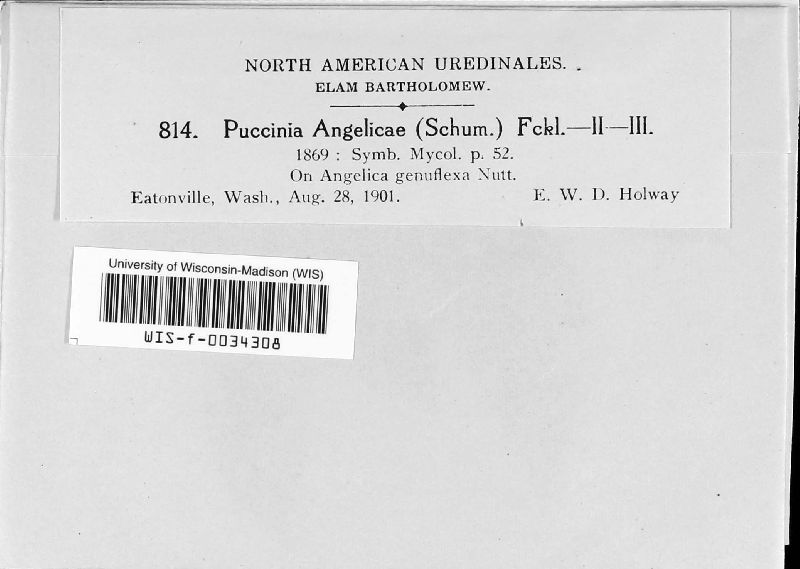 NORTH AMERICAN UREDINALES.
ELAM BARTHOLOMEW.
814. Puccinia Angelicae (Schum.) Fckl.—II—III.
1869 : Symb. Mycol. p. 52.
On Angelica genuflexa Nutt.
Eatonville, Wash., Aug. 28, 1901. E. W. D. Holway
University of Wisconsin-Madison (WIS)
WIS-f-0034308